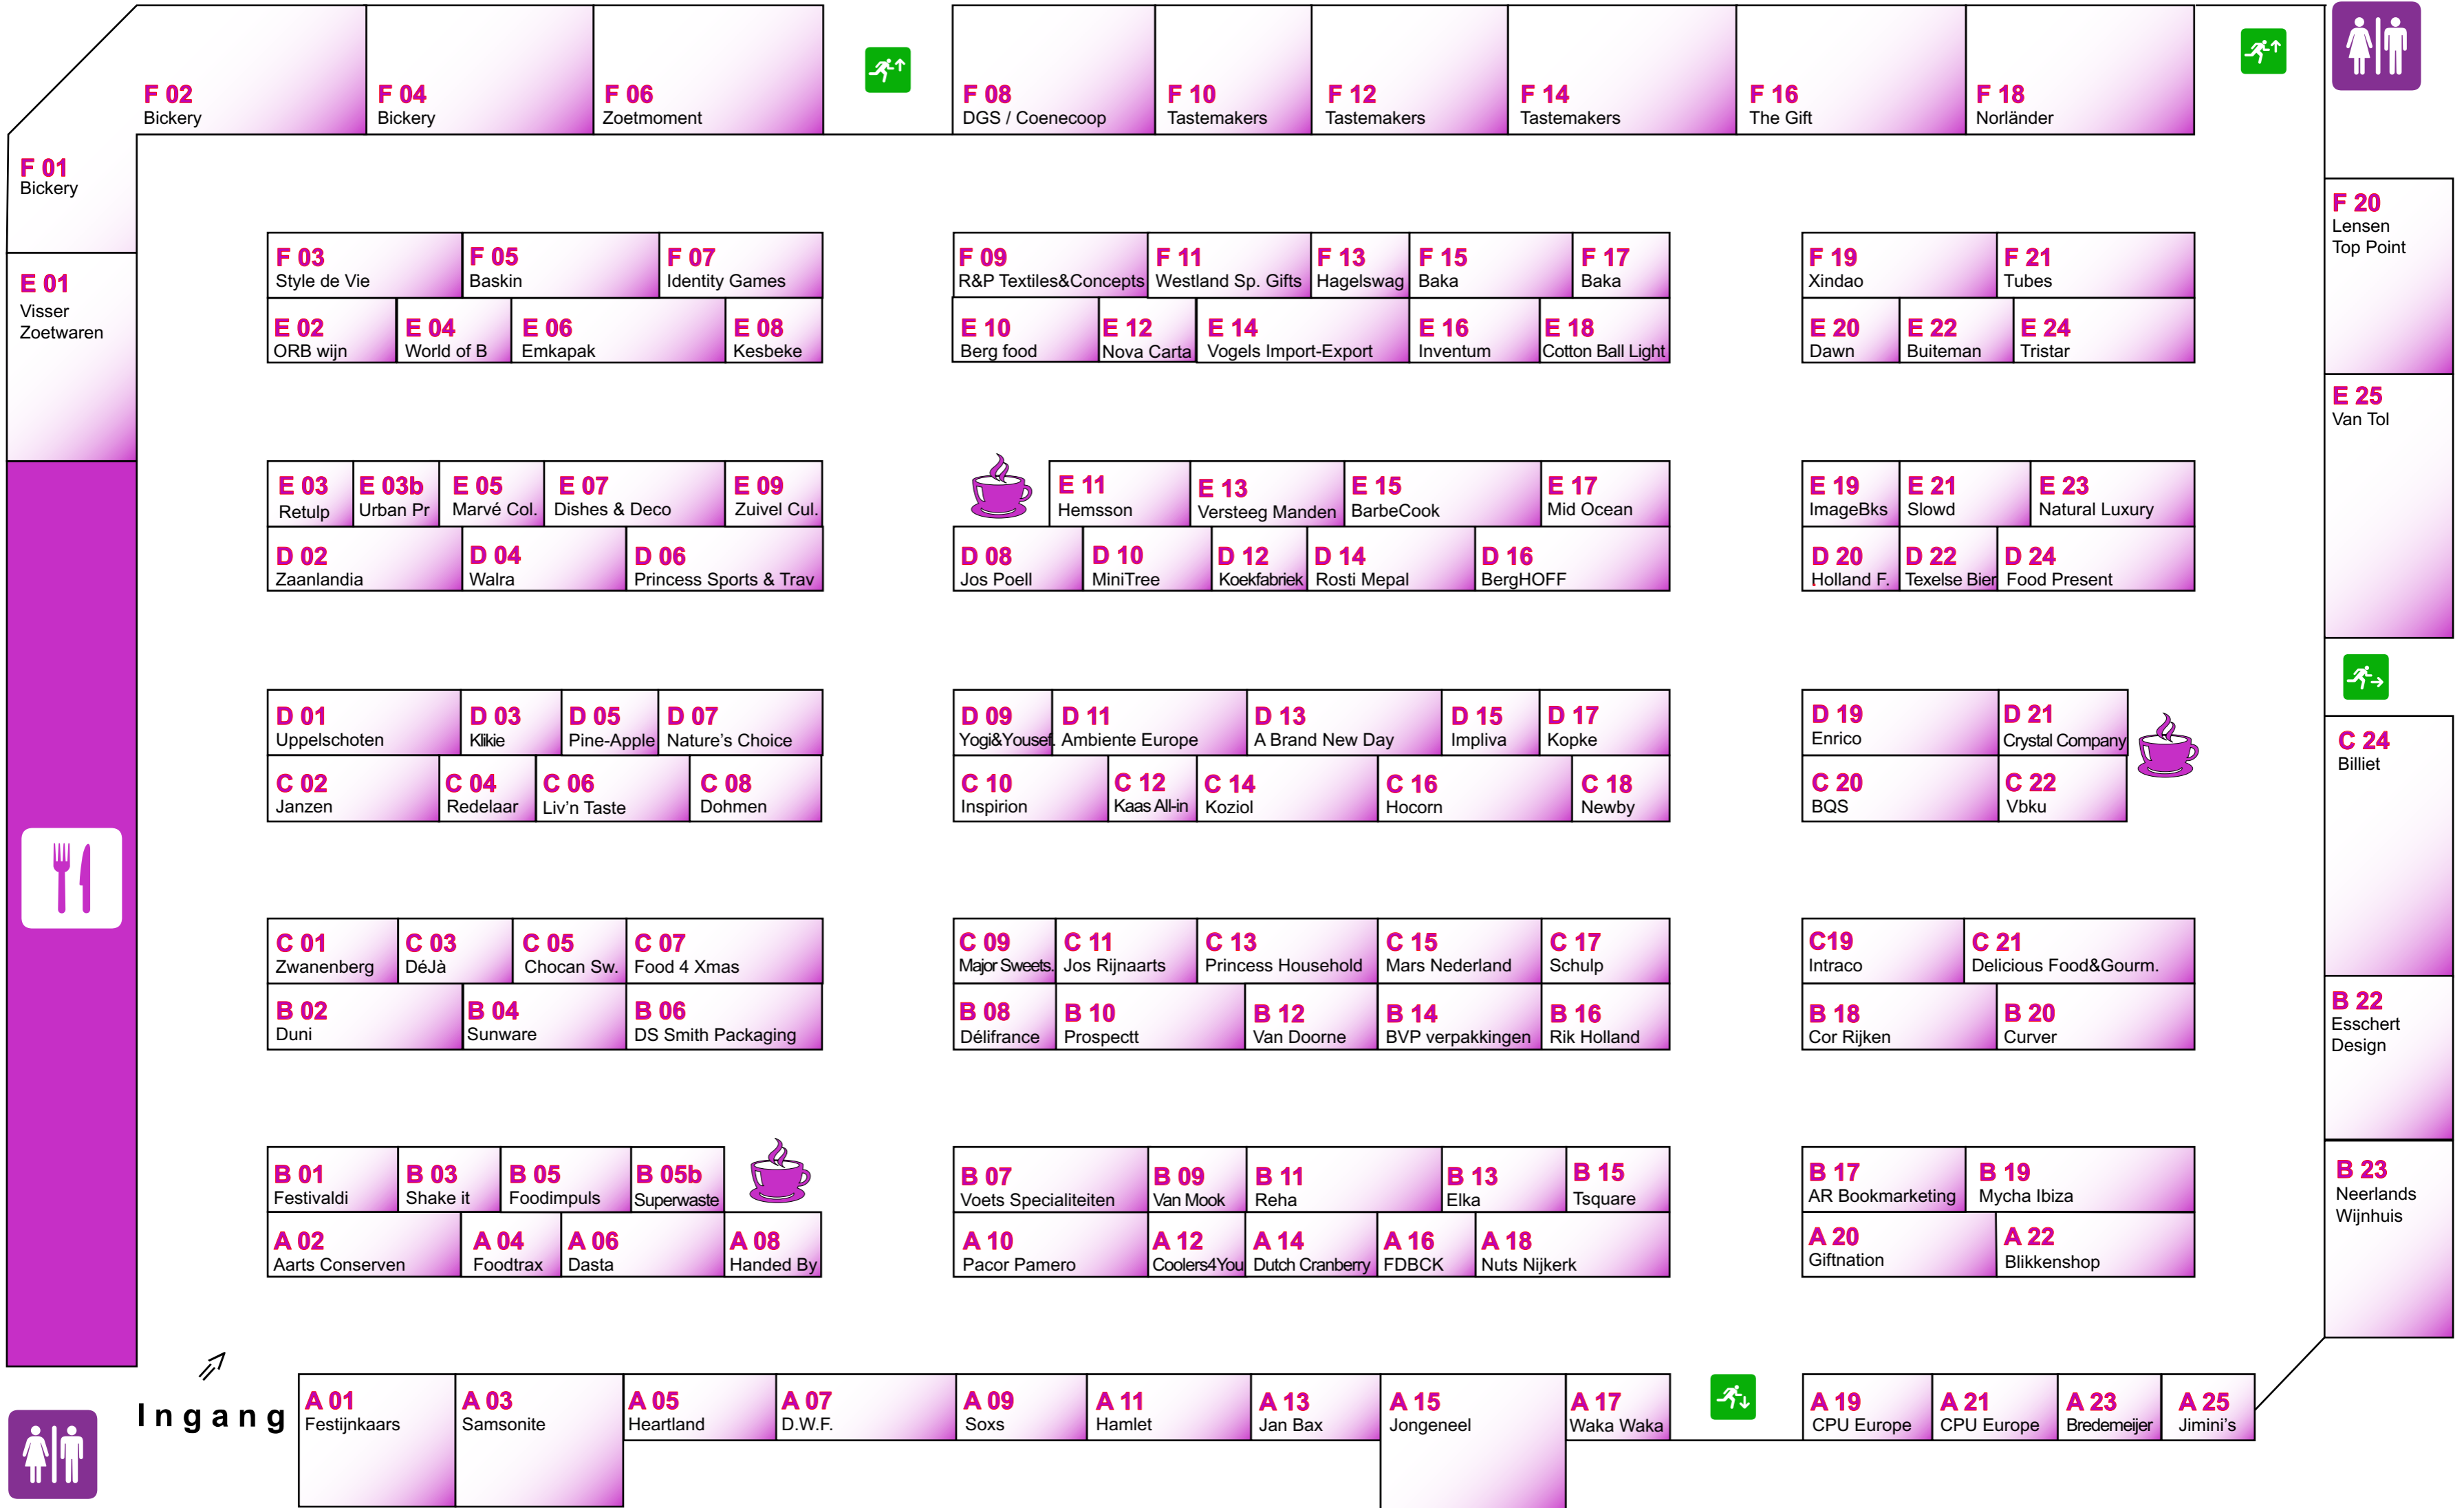 F 02
Bickery
F 04
Bickery
F 06
Zoetmoment
F 08
DGS / Coenecoop
F 10
Tastemakers
F 12
Tastemakers
F 14
Tastemakers
F 16
The Gift
F 18
Norländer
F 01
Bickery
F 20
Lensen
Top Point
E 01
Visser
Zoetwaren
F 03
Style de Vie
F 05
Baskin
F 07
Identity Games
F 09
R&P Textiles&Concepts
F 11
Westland Sp. Gifts
F 13
Hagelswag
F 15
Baka
F 17
Baka
F 19
Xindao
F 21
Tubes
E 02
ORB wijn
E 04
World of B
E 06
Emkapak
E 08
Kesbeke
E 10
Berg food
E 12
Nova Carta
E 14
Vogels Import-Export
E 16
Inventum
E 18
Cotton Ball Light
E 20
Dawn
E 22
Buiteman
E 24
Tristar
E 25
Van Tol
E 03
Retulp
E 03b
Urban Pr
E 05
Marvé Col.
E 07
Dishes & Deco
E 09
Zuivel Cul.
E 11
Hemsson
E 13
Versteeg Manden
E 15
BarbeCook
E 17
Mid Ocean
E 19
ImageBks
E 21
Slowd
E 23
Natural Luxury
D 02
Zaanlandia
D 04
Walra
D 06
Princess Sports & Trav
D 08
Jos Poell
D 10
MiniTree
D 12
Koekfabriek
D 14
Rosti Mepal
D 16
BergHOFF
D 20
Holland F.
D 22
Texelse Bier
D 24
Food Present
D 01
Uppelschoten
D 03
Klikie
D 05
Pine-Apple
D 07
Nature's Choice
D 09
Yogi&Yousef.
D 11
Ambiente Europe
D 13
A Brand New Day
D 15
Impliva
D 17
Kopke
D 19
Enrico
D 21
Crystal Company
C 24
Billiet
C 02
Janzen
C 04
Redelaar
C 06
Liv'n Taste
C 08
Dohmen
C 10
Inspirion
C 12
Kaas All-in
C 14
Koziol
C 16
Hocorn
C 18
Newby
C 20
BQS
C 22
Vbku
C 01
Zwanenberg
C 03
DéJà
C 05
Chocan Sw.
C 07
Food 4 Xmas
C 09
Major Sweets.
C 11
Jos Rijnaarts
C 13
Princess Household
C 15
Mars Nederland
C 17
Schulp
C19
Intraco
C 21
Delicious Food&Gourm.
B 02
Duni
B 04
Sunware
B 06
DS Smith Packaging
B 08
Délifrance
B 10
Prospectt
B 12
Van Doorne
B 14
BVP verpakkingen
B 16
Rik Holland
B 18
Cor Rijken
B 20
Curver
B 22
Esschert
Design
B 01
Festivaldi
B 03
Shake it
B 05
Foodimpuls
B 05b
Superwaste
B 07
Voets Specialiteiten
B 09
Van Mook
B 11
Reha
B 13
Elka
B 15
Tsquare
B 17
AR Bookmarketing
B 19
Mycha Ibiza
B 23
Neerlands
Wijnhuis
A 02
Aarts Conserven
A 04
Foodtrax
A 06
Dasta
A 08
Handed By
A 10
Pacor Pamero
A 12
Coolers4You
A 14
Dutch Cranberry
A 16
FDBCK
A 18
Nuts Nijkerk
A 20
Giftnation
A 22
Blikkenshop
Ingang
A 01
Festijnkaars
A 03
Samsonite
A 05
Heartland
A 07
D.W.F.
A 09
Soxs
A 11
Hamlet
A 13
Jan Bax
A 15
Jongeneel
A 17
Waka Waka
A 19
CPU Europe
A 21
CPU Europe
A 23
Bredemeijer
A 25
Jimini's